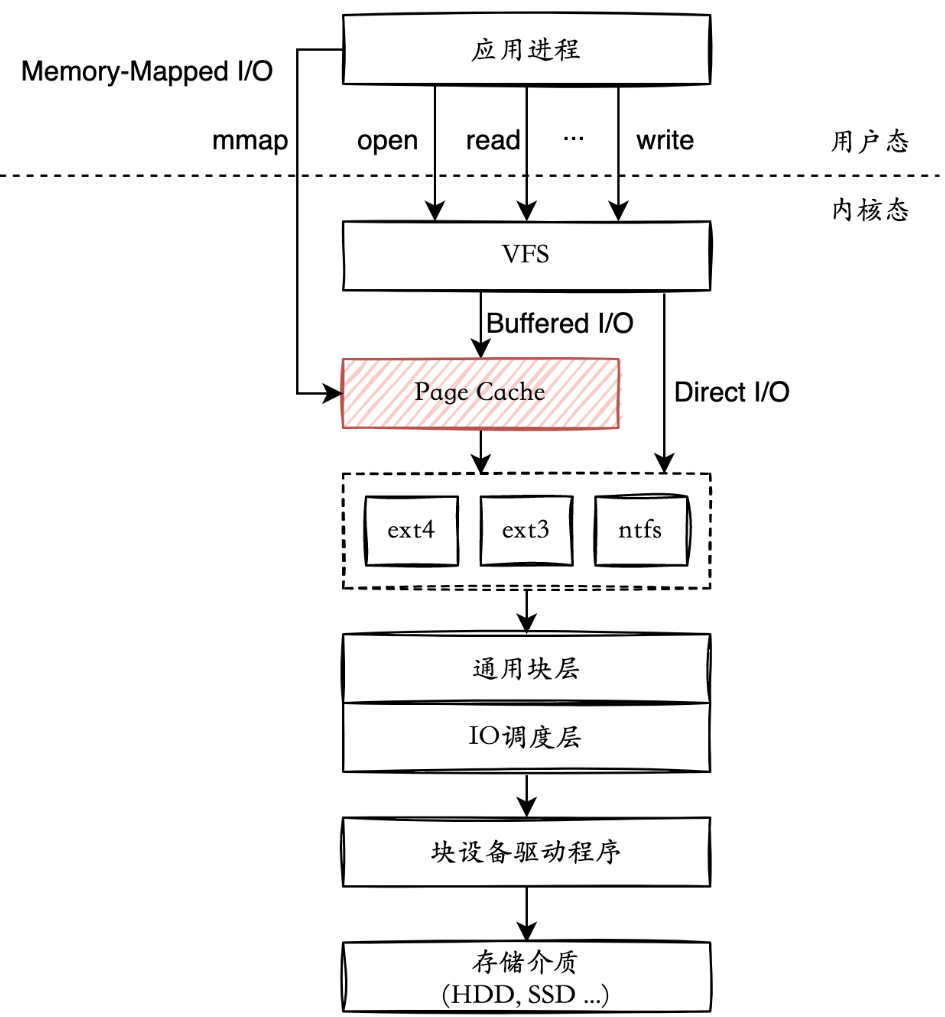 应用进程
Memory-Mapped I/O
mmap
open
read
...
write
用户态
内核态
VFS
Buffered I/O
Page Cache
Direct I/O
ext4
ext3
ntfs
通用块层
IO调度层
块设备驱动程序
存储介质
(HDD, SSD ...)